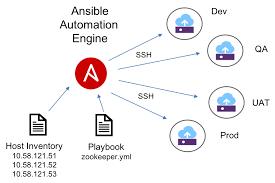 Ansible
Automation
Engine
Dev
QA
UAT
Prod
SSH
SSH
Host Inventory
10.58.121.51
10.58.121.52
10.58.121.53
Playbook
zookeeper.yml